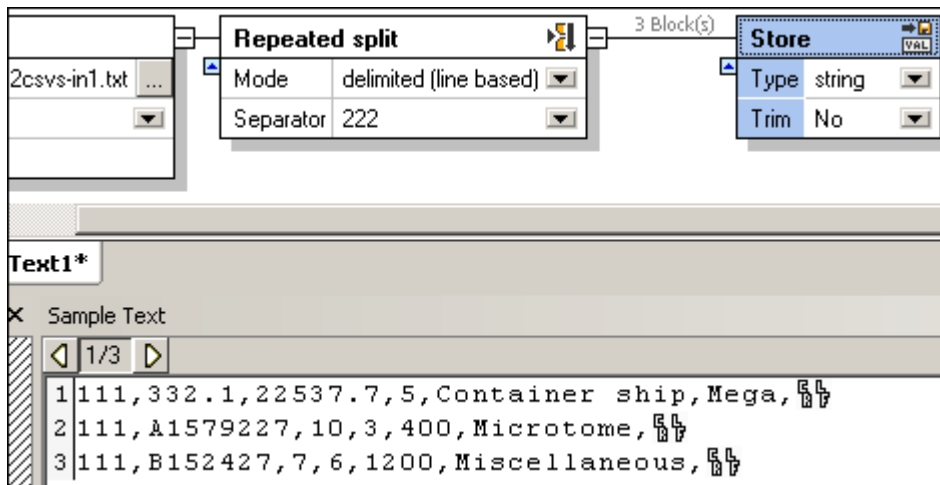 3 Block(s)
Repeated split
Store
VAL
2csvs-in1.txt ...
Mode delimited (line based)
Type string
Separator 222
Trim No
Text1*
Sample Text
1/3
1 111,332.1,22537.7,5,Container ship,Mega,␍␊
2 111,A1579227,10,3,400,Microtome,␍␊
3 111,B152427,7,6,1200,Miscellaneous,␍␊